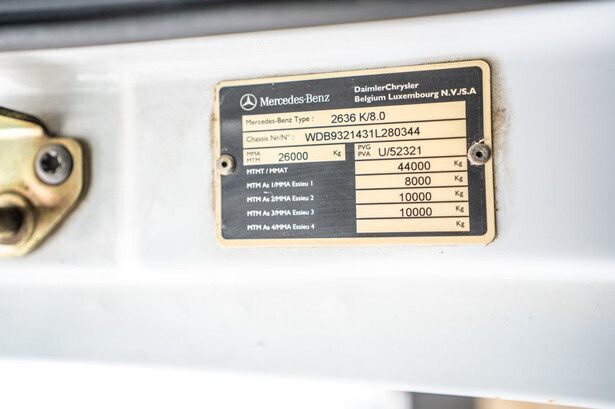 Mercedes-Benz
DaimlerChrysler
Belgium Luxembourg N.V./S.A
Mercedes-Benz Type : 2636 K/8.0
Chassis Nr/N° : WDB9321431L280344
MMA
MTM 26000 Kg
PVG
PVA U/52321
MTMT / MMAT 44000 Kg
MTM As 1/MMA Essieu 1 8000 Kg
MTM As 2/MMA Essieu 2 10000 Kg
MTM As 3/MMA Essieu 3 10000 Kg
MTM As 4/MMA Essieu 4 Kg